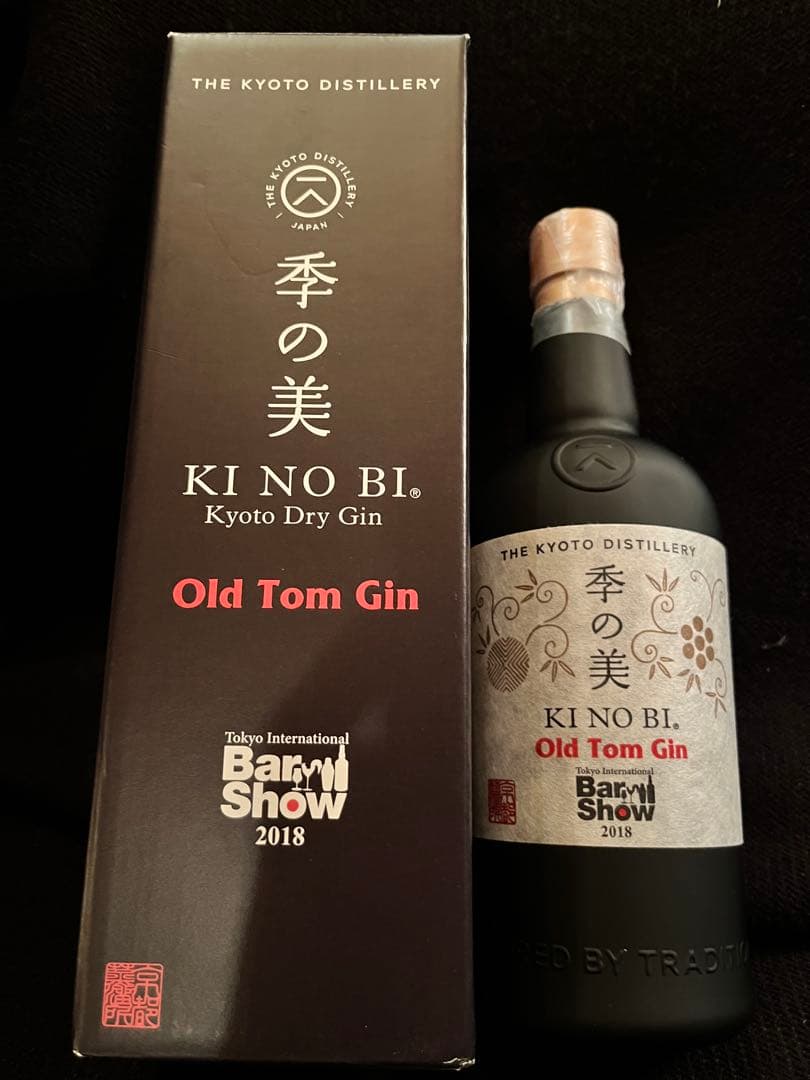 THE KYOTO DISTILLERY
THE KYOTO DISTILLERY
JAPAN
季の美
KI NO BI®
Kyoto Dry Gin
Old Tom Gin
Tokyo International
Bar
Show
2018
THE KYOTO DISTILLERY
季の美
KI NO BI®
Old Tom Gin
Tokyo International
Bar
Show
2018
BY